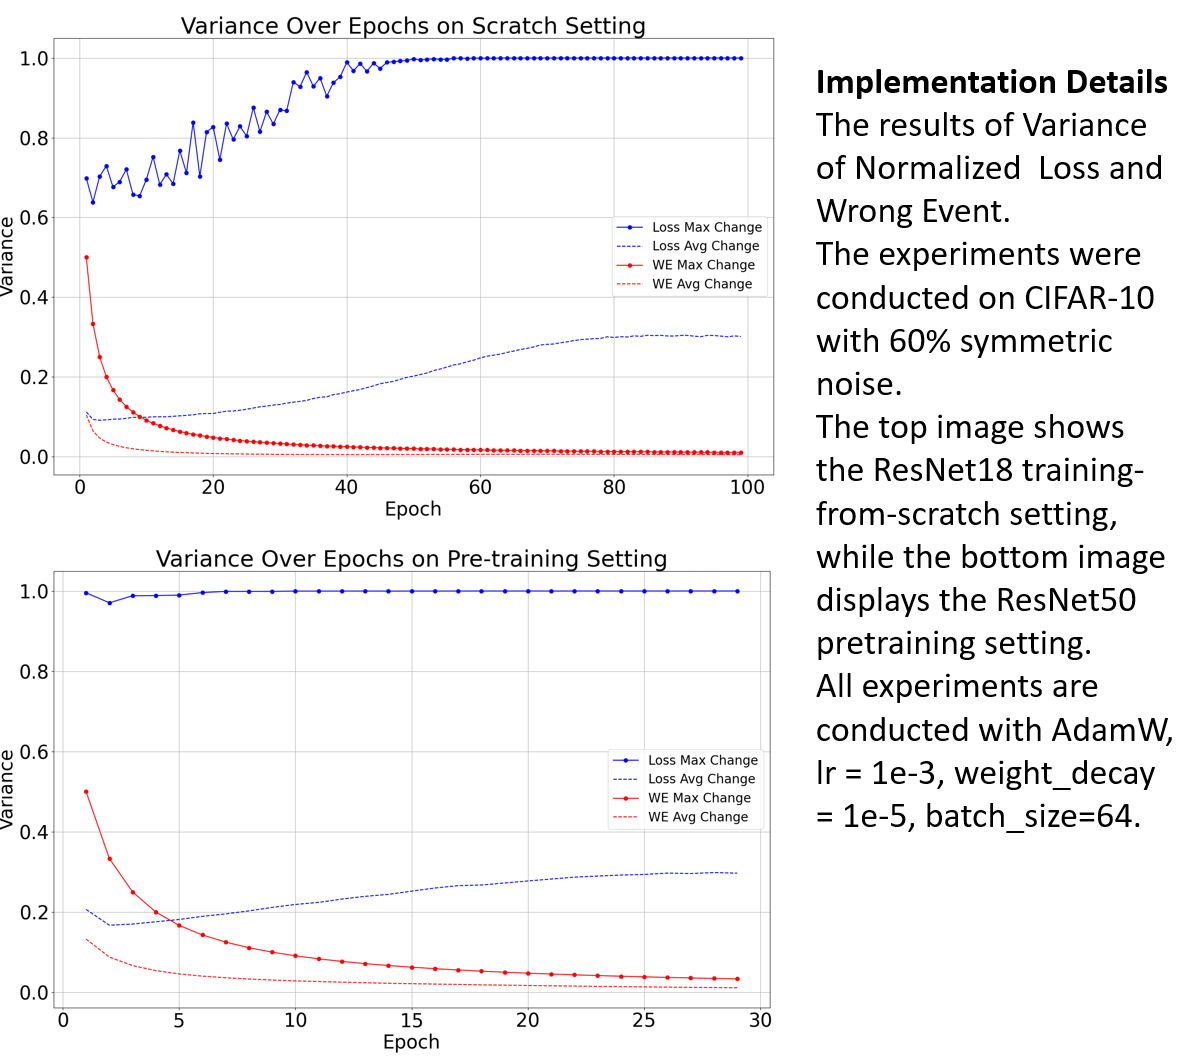 Variance Over Epochs on Scratch Setting
1.0
0.8
0.6
0.4
0.2
0.0
Variance
Loss Max Change
Loss Avg Change
WE Max Change
WE Avg Change
0 20 40 60 80 100
Epoch
Variance Over Epochs on Pre-training Setting
1.0
0.8
0.6
0.4
0.2
0.0
Variance
Loss Max Change
Loss Avg Change
WE Max Change
WE Avg Change
0 5 10 15 20 25 30
Epoch
Implementation Details
The results of Variance
of Normalized  Loss and
Wrong Event.
The experiments were
conducted on CIFAR-10
with 60% symmetric
noise.
The top image shows
the ResNet18 training-
from-scratch setting,
while the bottom image
displays the ResNet50
pretraining setting.
All experiments are
conducted with AdamW,
lr = 1e-3, weight_decay
= 1e-5, batch_size=64.